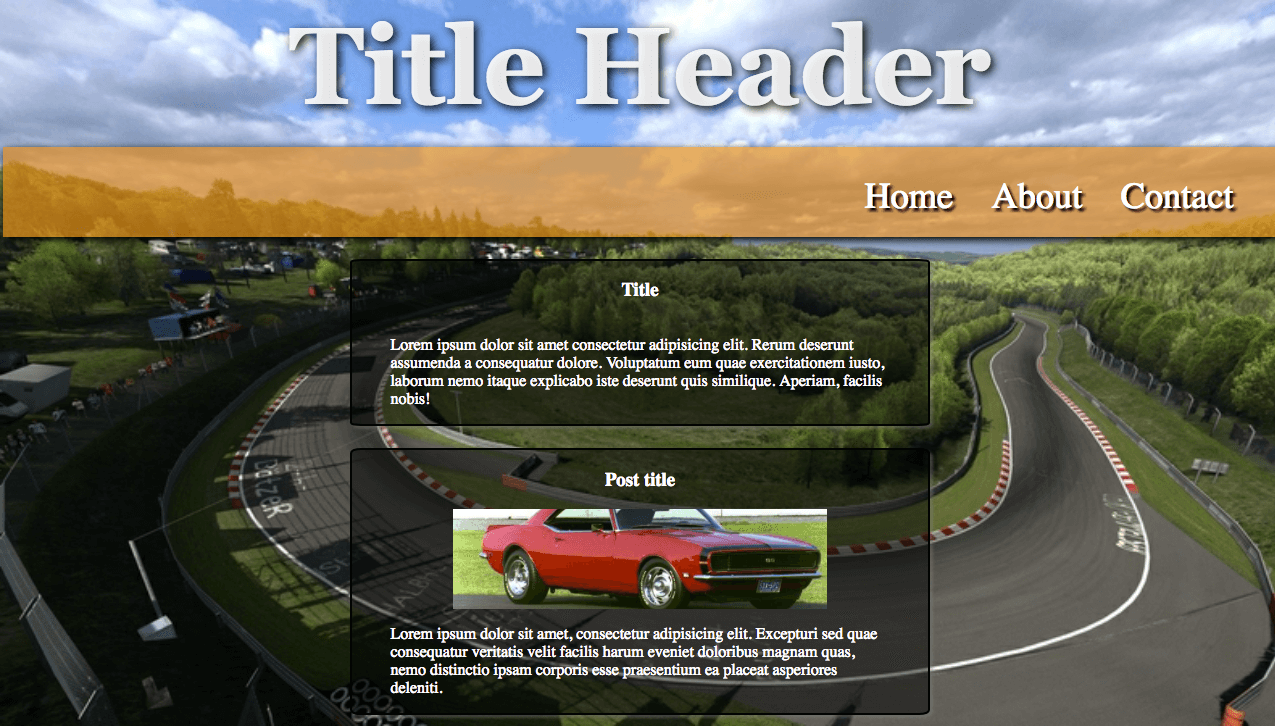 Title Header
Home About Contact
Title
Lorem ipsum dolor sit amet consectetur adipisicing elit. Rerum deserunt
assumenda a consequatur dolore. Voluptatum eum quae exercitationem iusto,
laborum nemo itaque explicabo iste deserunt quis similique. Aperiam, facilis
nobis!
Post title
Lorem ipsum dolor sit amet, consectetur adipisicing elit. Excepturi sed quae
consequatur veritatis velit facilis harum eveniet doloribus magnam quas,
nemo distinctio ipsam corporis esse praesentium ea placeat asperiores
deleniti.